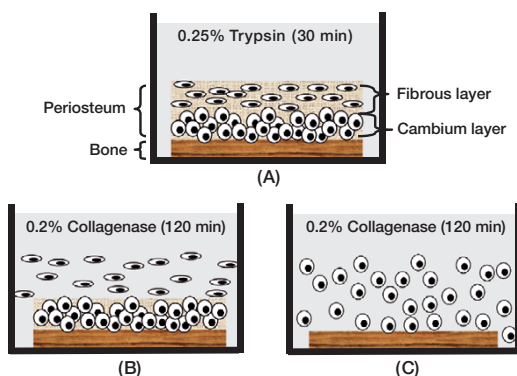 0.25% Trypsin (30 min)
Periosteum
Fibrous layer
Cambium layer
Bone
(A)
0.2% Collagenase (120 min)
(B)
0.2% Collagenase (120 min)
(C)